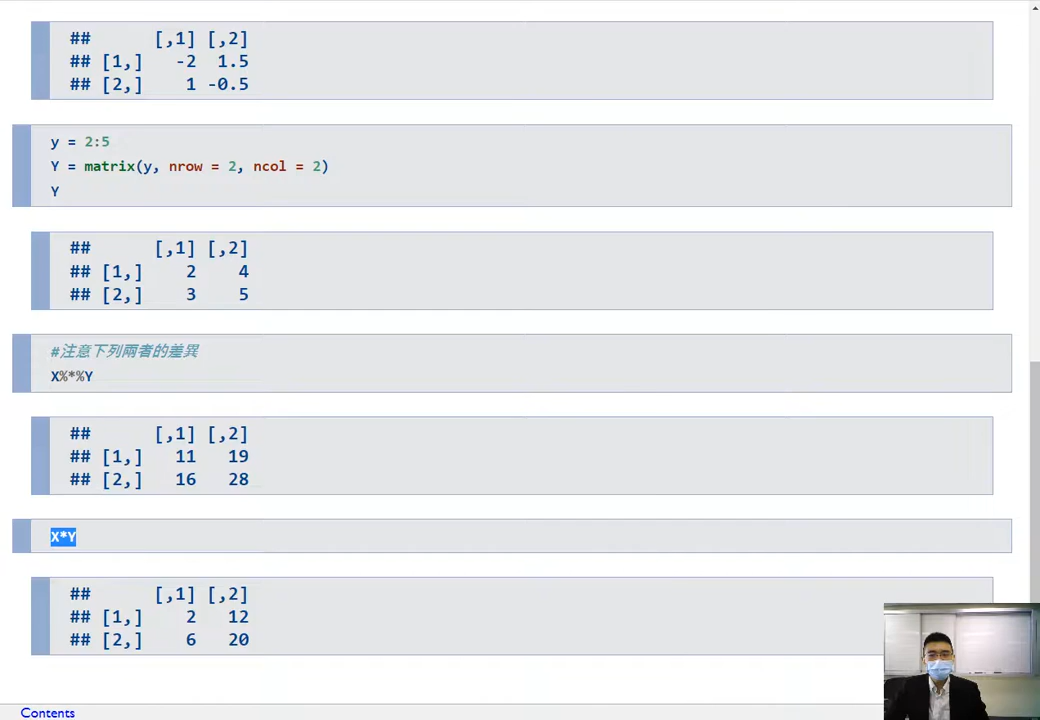 ##      [,1] [,2]
## [1,]   -2  1.5
## [2,]    1 -0.5
y = 2:5
Y = matrix(y, nrow = 2, ncol = 2)
Y
##      [,1] [,2]
## [1,]    2    4
## [2,]    3    5
#注意下列兩者的差異
X%*%Y
##      [,1] [,2]
## [1,]   11   19
## [2,]   16   28
X*Y
##      [,1] [,2]
## [1,]    2   12
## [2,]    6   20
Contents